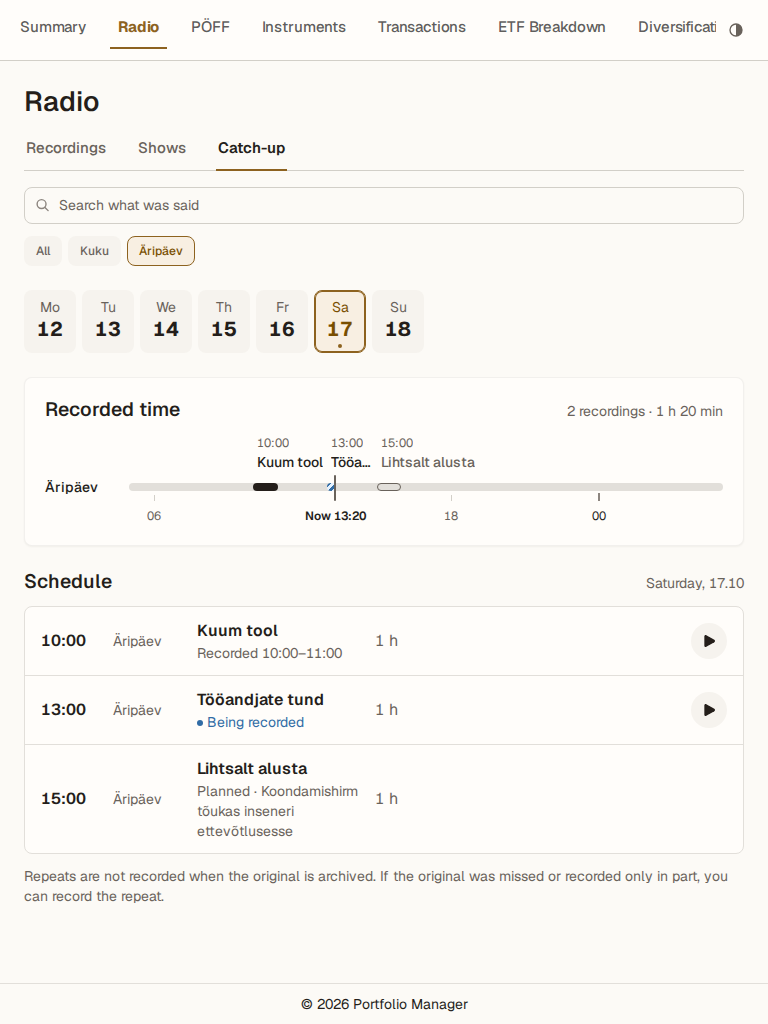 Summary Radio PÖFF Instruments Transactions ETF Breakdown Diversificati
Radio
Recordings Shows Catch-up
Search what was said
All Kuku Äripäev
Mo Tu We Th Fr Sa Su
12 13 14 15 16 17 18
Recorded time 2 recordings · 1 h 20 min
10:00 13:00 15:00
Kuum tool Tööa… Lihtsalt alusta
Äripäev
06 Now 13:20 18 00
Schedule Saturday, 17.10
10:00 Äripäev Kuum tool 1 h
Recorded 10:00–11:00
13:00 Äripäev Tööandjate tund 1 h
Being recorded
15:00 Äripäev Lihtsalt alusta 1 h
Planned · Koondamishirm
tõukas inseneri
ettevõtlusesse
Repeats are not recorded when the original is archived. If the original was missed or recorded only in part, you
can record the repeat.
© 2026 Portfolio Manager